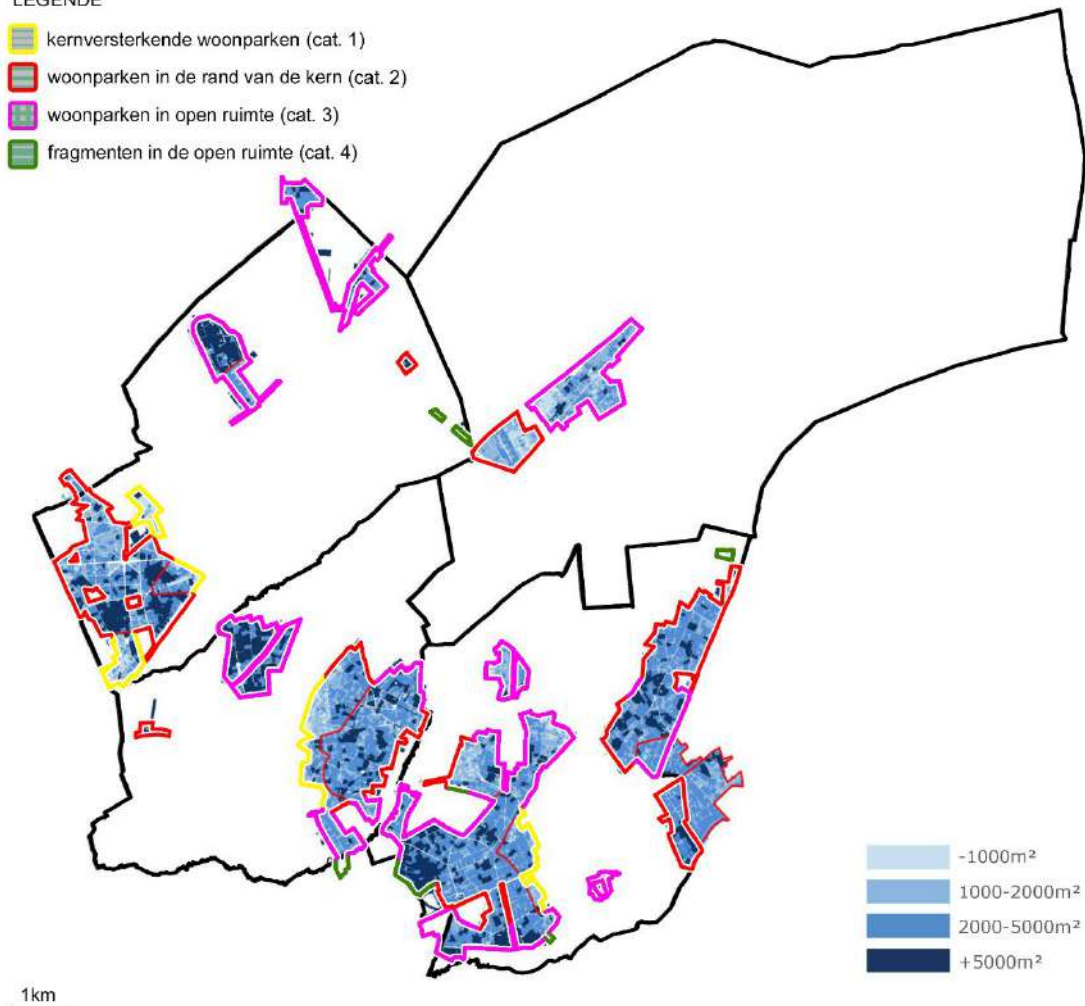 LEGENDE
kernversterkende woonparken (cat. 1)
woonparken in de rand van de kern (cat. 2)
woonparken in open ruimte (cat. 3)
fragmenten in de open ruimte (cat. 4)
-1000m²
1000-2000m²
2000-5000m²
+5000m²
1km